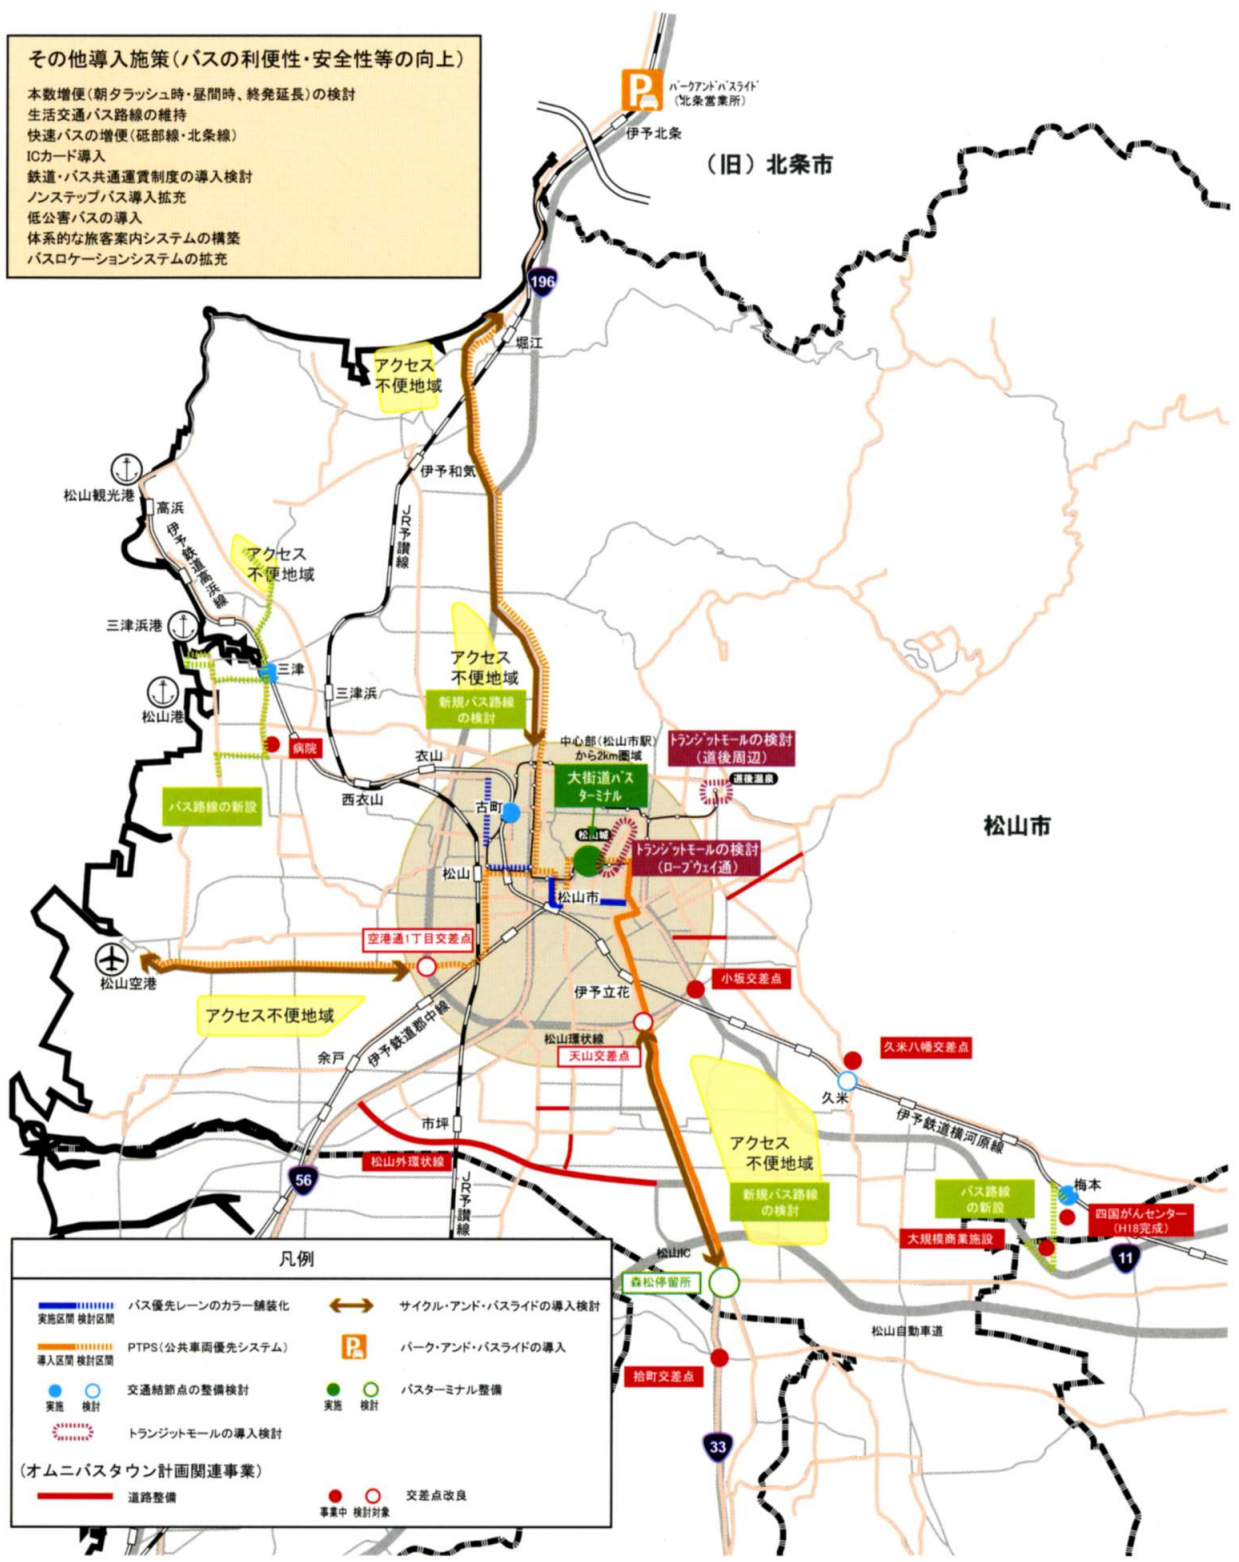 その他導入施策(バスの利便性・安全性等の向上)
本数増便(朝夕ラッシュ時・昼間時、終発延長)の検討
生活交通バス路線の維持
快速バスの増便(砥部線・北条線)
ICカード導入
鉄道・バス共通運賃制度の導入検討
ノンステップバス導入拡充
低公害バスの導入
体系的な旅客案内システムの構築
バスロケーションシステムの拡充
P
パークアンドバスライド
(北条営業所)
伊予北条
(旧)北条市
196
堀江
アクセス
不便地域
伊予和気
松山観光港
高浜
伊予鉄道高浜線
JR予讃線
アクセス
不便地域
三津浜港
三津
三津浜
松山港
アクセス
不便地域
新規バス路線
の検討
病院
バス路線の新設
衣山
西衣山
中心部(松山市駅)
から2km圏域
トランジットモールの検討
(道後周辺)
道後温泉
大街道バス
ターミナル
古町
松山城
トランジットモールの検討
(ロープウェイ通)
松山市
松山
松山市
空港通1丁目交差点
松山空港
アクセス不便地域
小坂交差点
伊予立花
松山環状線
天山交差点
伊予鉄道郡中線
余戸
久米八幡交差点
久米
伊予鉄道横河原線
市坪
松山外環状線
56
JR予讃線
アクセス
不便地域
新規バス路線
の検討
バス路線
の新設
梅本
四国がんセンター
(H18完成)
大規模商業施設
11
松山IC
森松停留所
松山自動車道
拾町交差点
33
凡例
バス優先レーンのカラー舗装化
実施区間 検討区間
サイクル・アンド・バスライドの導入検討
PTPS(公共車両優先システム)
導入区間 検討区間
P
パーク・アンド・バスライドの導入
交通結節点の整備検討
実施 検討
バスターミナル整備
実施 検討
トランジットモールの導入検討
(オムニバスタウン計画関連事業)
道路整備
交差点改良
事業中 検討対象